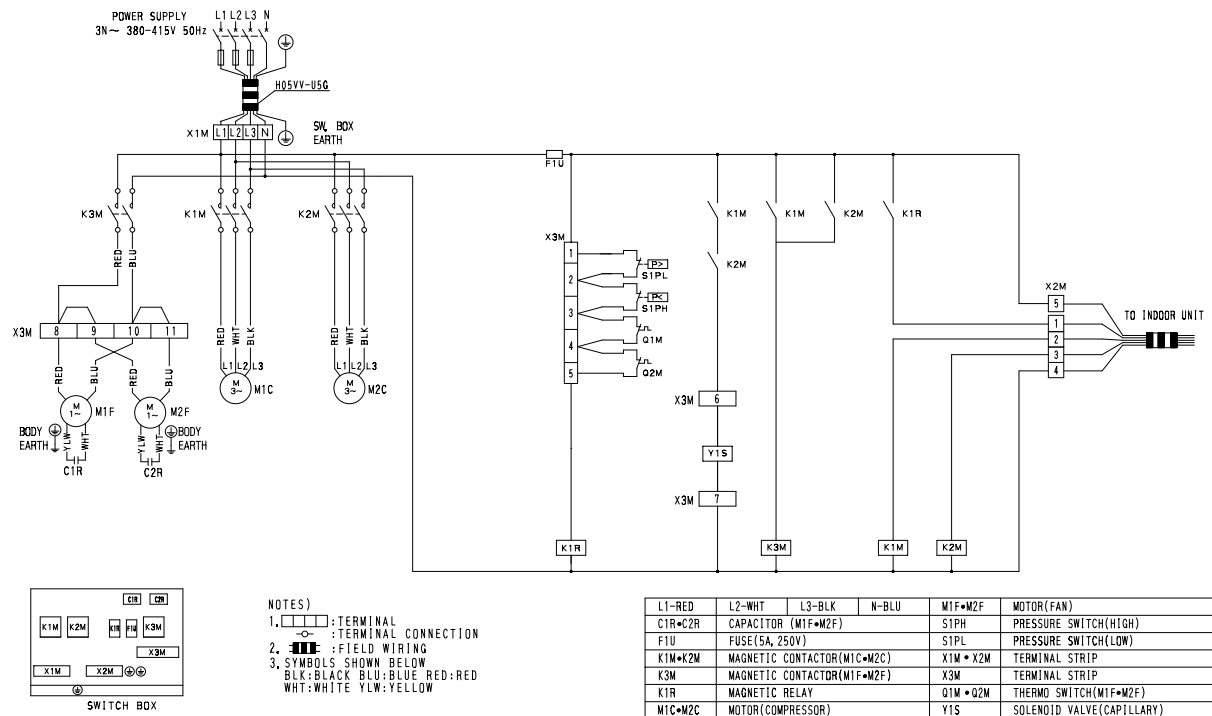 POWER SUPPLY L1 L2 L3 N
3N～ 380-415V 50Hz
H05VV-U5G
X1M L1 L2 L3 N
SW. BOX
EARTH
F1U
K3M
K1M
K2M
K1M
K1M
K2M
K1R
K2M
X3M
1
2
3
4
5
P>
S1PL
P<
S1PH
Q1M
Q2M
RED
BLU
X3M 8 9 10 11
RED
BLU
RED
BLU
RED
WHT
BLK
RED
WHT
BLK
L1 L2 L3
M
3～
M1C
L1 L2 L3
M
3～
M2C
M
1～
M1F
M
1～
M2F
BODY
EARTH
BODY
EARTH
YLW
WHT
YLW
WHT
C1R
C2R
X3M 6
Y1S
X3M 7
X2M
5
1
2
3
4
TO INDOOR UNIT
K1R
K3M
K1M
K2M
C1R C2R
K1M K2M K1R F1U K3M
X3M
X1M X2M
SWITCH BOX
NOTES)
1. :TERMINAL
:TERMINAL CONNECTION
2. :FIELD WIRING
3. SYMBOLS SHOWN BELOW
BLK:BLACK BLU:BLUE RED:RED
WHT:WHITE YLW:YELLOW
L1-RED L2-WHT L3-BLK N-BLU M1F•M2F MOTOR(FAN)
C1R•C2R CAPACITOR (M1F•M2F) S1PH PRESSURE SWITCH(HIGH)
F1U FUSE(5A,250V) S1PL PRESSURE SWITCH(LOW)
K1M•K2M MAGNETIC CONTACTOR(M1C•M2C) X1M • X2M TERMINAL STRIP
K3M MAGNETIC CONTACTOR(M1F•M2F) X3M TERMINAL STRIP
K1R MAGNETIC RELAY Q1M • Q2M THERMO SWITCH(M1F•M2F)
M1C•M2C MOTOR(COMPRESSOR) Y1S SOLENOID VALVE(CAPILLARY)